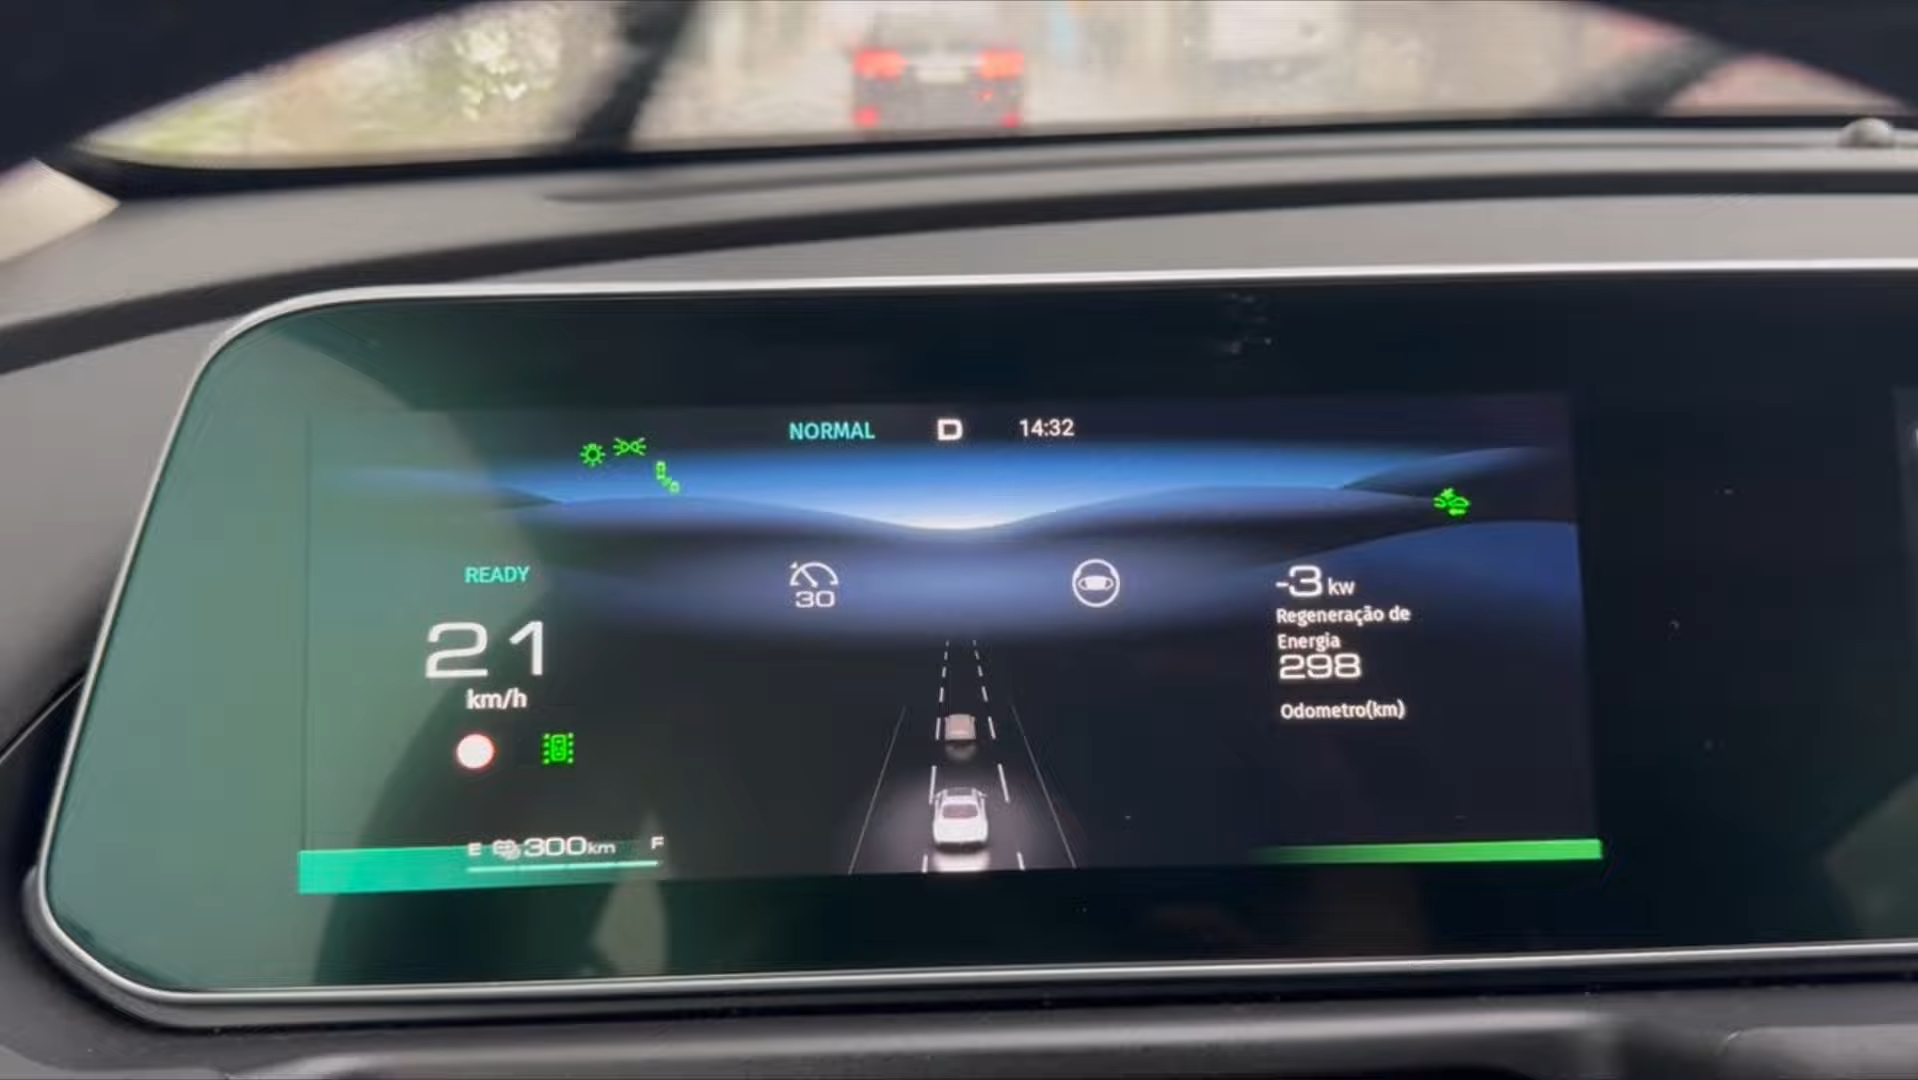 NORMAL D 14:32
READY
21
km/h
30
-3 kw
Regeneração de
Energia
298
Odometro(km)
E 300km F